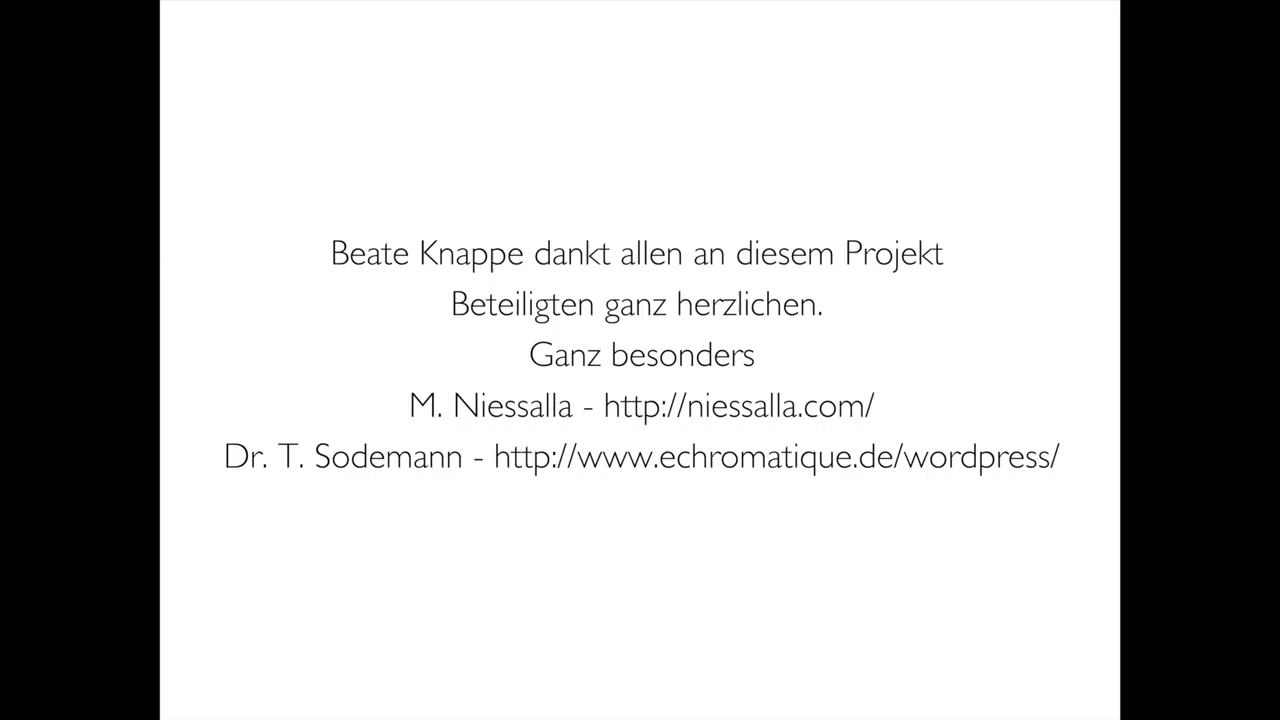 Beate Knappe dankt allen an diesem Projekt
Beteiligten ganz herzlichen.
Ganz besonders
M. Niessalla - http://niessalla.com/
Dr. T. Sodemann - http://www.echromatique.de/wordpress/